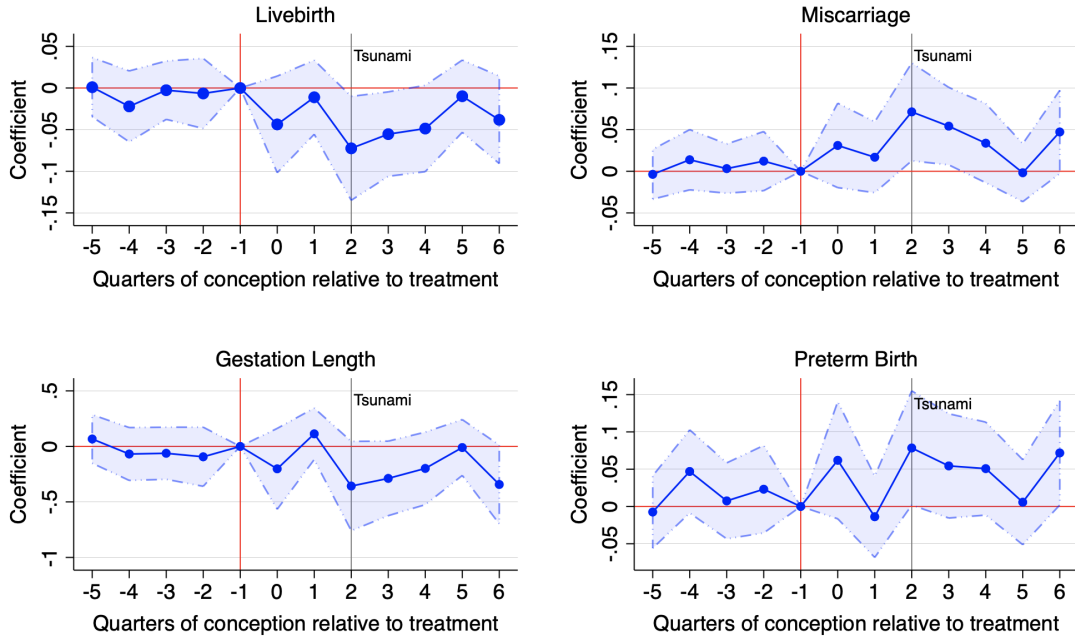 Livebirth
Coefficient
.05
0
-.05
-.1
-.15
Tsunami
-5 -4 -3 -2 -1 0 1 2 3 4 5 6
Quarters of conception relative to treatment
Miscarriage
Coefficient
.15
.1
.05
0
-.05
Tsunami
-5 -4 -3 -2 -1 0 1 2 3 4 5 6
Quarters of conception relative to treatment
Gestation Length
Coefficient
.5
0
-.5
-1
Tsunami
-5 -4 -3 -2 -1 0 1 2 3 4 5 6
Quarters of conception relative to treatment
Preterm Birth
Coefficient
.15
.1
.05
0
-.05
Tsunami
-5 -4 -3 -2 -1 0 1 2 3 4 5 6
Quarters of conception relative to treatment